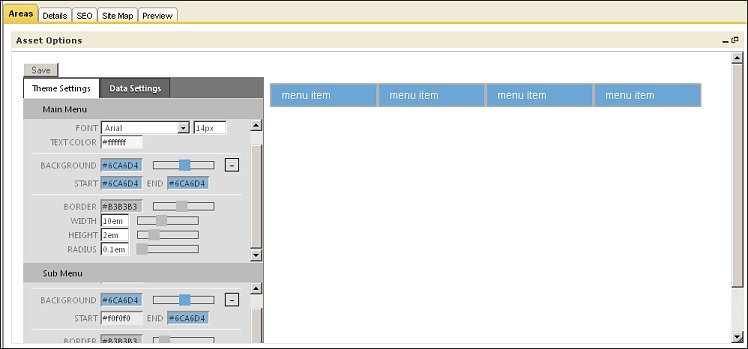 Areas Details SEO Site Map Preview
Asset Options
Save
Theme Settings Data Settings
menu item menu item menu item menu item
Main Menu
FONT Arial 14px
TEXT COLOR #ffffff
BACKGROUND #6CA6D4 -
START #6CA6D4 END #6CA6D4
BORDER #B3B3B3
WIDTH 10em
HEIGHT 2em
RADIUS 0.1em
Sub Menu
BACKGROUND #6CA6D4 -
START #f0f0f0 END #6CA6D4
BORDER #B3B3B3